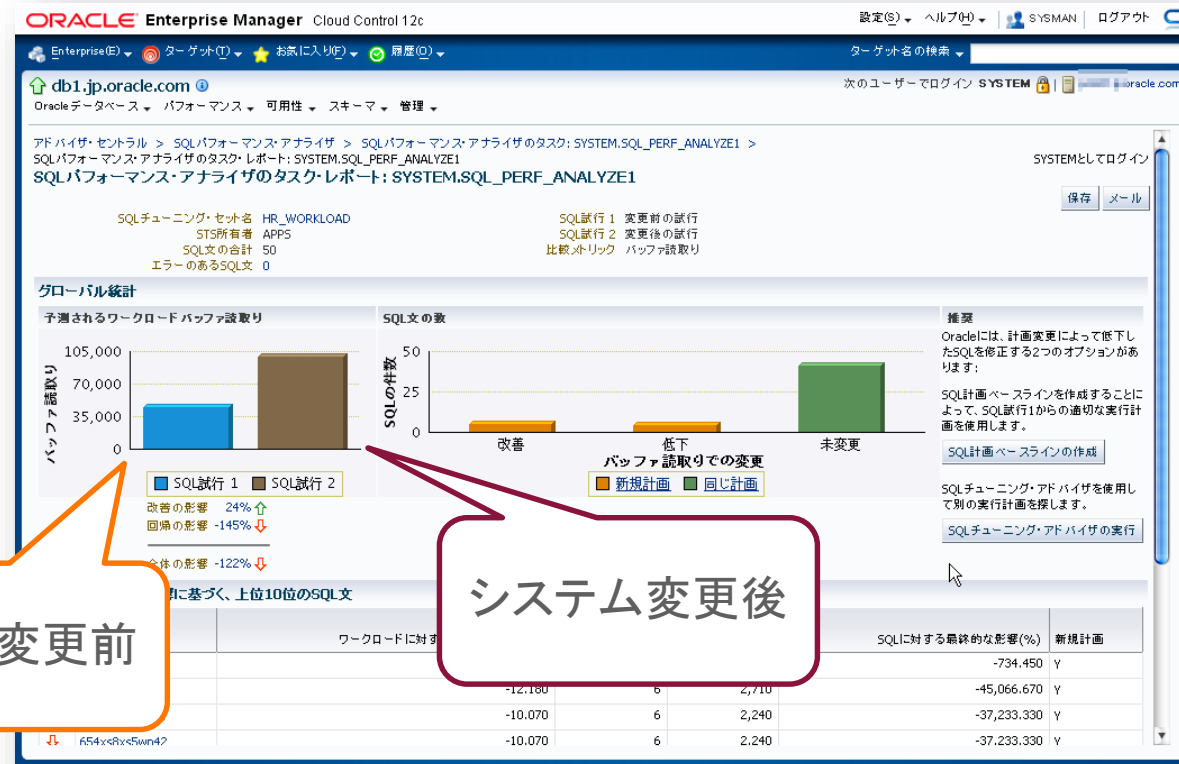 ORACLE Enterprise Manager Cloud Control 12c
設定(S) ヘルプ(H) SYSMAN ログアウト
Enterprise(E) ターゲット(T) お気に入り(F) 履歴(O) ターゲット名の検索
db1.jp.oracle.com
次のユーザーでログイン SYSTEM oracle.com
Oracleデータベース パフォーマンス 可用性 スキーマ 管理
アドバイザ・セントラル > SQLパフォーマンス・アナライザ > SQLパフォーマンス・アナライザのタスク: SYSTEM.SQL_PERF_ANALYZE1 >
SQLパフォーマンス・アナライザのタスク・レポート: SYSTEM.SQL_PERF_ANALYZE1
SYSTEMとしてログイン
SQLパフォーマンス・アナライザのタスク・レポート: SYSTEM.SQL_PERF_ANALYZE1
保存 メール
SQLチューニング・セット名 HR_WORKLOAD
STS所有者 APPS
SQL文の合計 50
エラーのあるSQL文 0
SQL試行 1 変更前の試行
SQL試行 2 変更後の試行
比較メトリック バッファ読取り
グローバル統計
予測されるワークロード バッファ読取り
バッファ読取り
105,000
70,000
35,000
0
SQL試行 1 SQL試行 2
改善の影響 24%
回帰の影響 -145%
全体の影響 -122%
SQL文の数
SQLの件数
50
25
0
改善 低下 未変更
バッファ読取りでの変更
新規計画 同じ計画
推奨
Oracleには、計画変更によって低下し
たSQLを修正する2つのオプションがあ
ります:
SQL計画ベースラインを作成することに
よって、SQL試行1からの適切な実行計
画を使用します。
SQL計画ベースラインの作成
SQLチューニング・アドバイザを使用し
て別の実行計画を探します。
SQLチューニング・アドバイザの実行
変更前
システム変更後
に基づく、上位10位のSQL文
ワークロードに対す SQLに対する最終的な影響(%) 新規計画
-734.450 Y
-12.180 6 2,710 -45,066.670 Y
-10.070 6 2,240 -37,233.330 Y
654xs8xs5wn42 -10.070 6 2,240 -37,233.330 Y